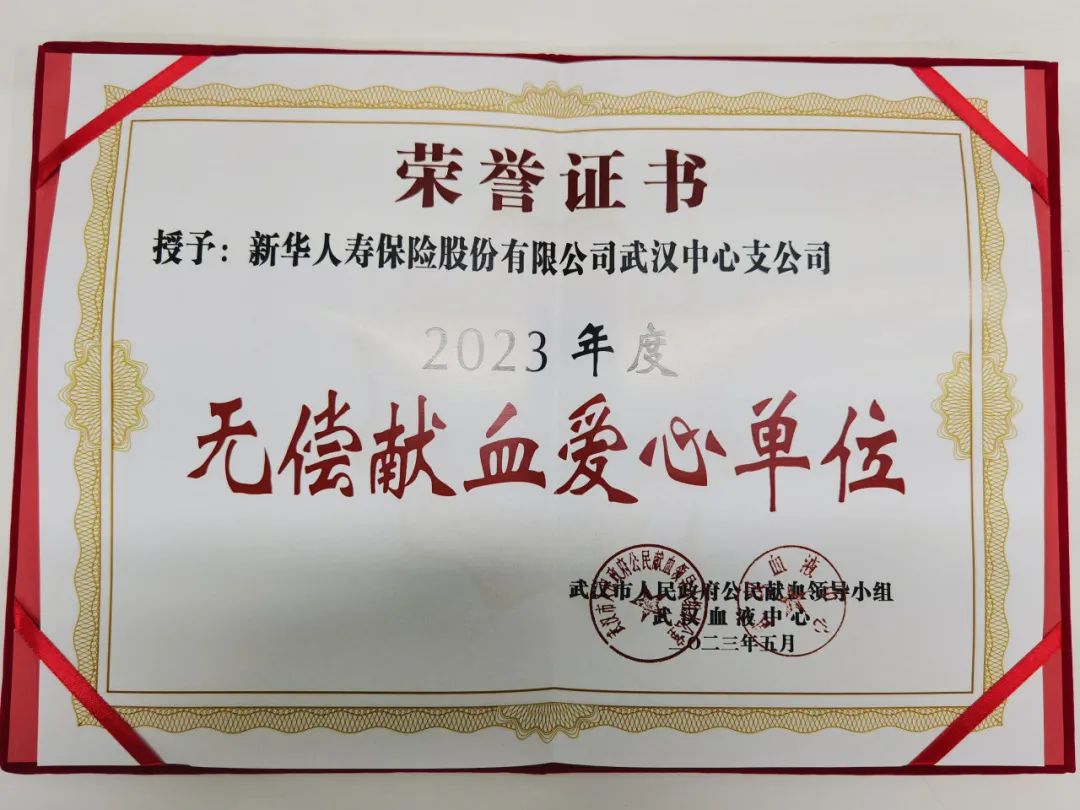 荣誉证书
授予：新华人寿保险股份有限公司武汉中心支公司
2023年度
无偿献血爱心单位
武汉市人民政府公民献血领导小组
武汉血液中心
二〇二三年五月